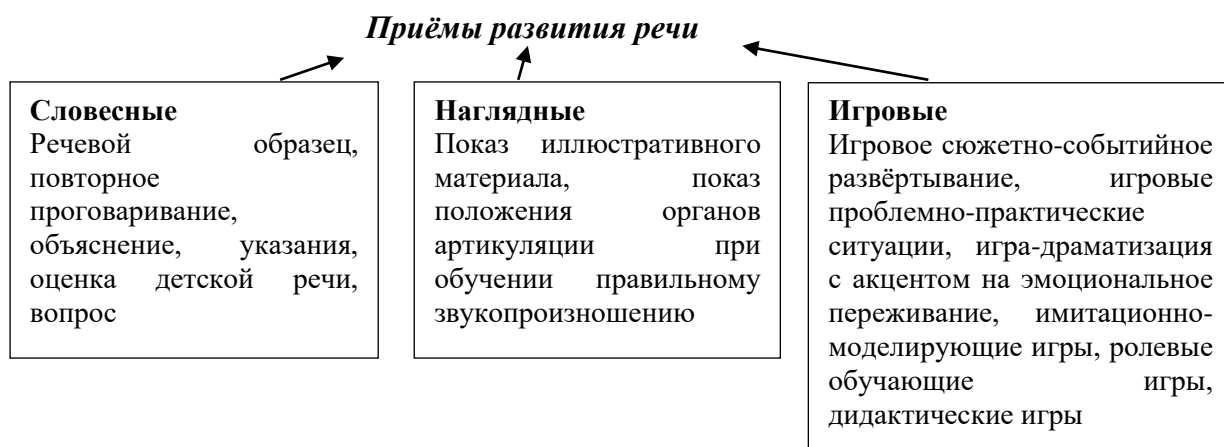 Приёмы развития речи
Словесные
Речевой образец,
повторное
проговаривание,
объяснение, указания,
оценка детской речи,
вопрос
Наглядные
Показ иллюстративного
материала, показ
положения органов
артикуляции при
обучении правильному
звукопроизношению
Игровые
Игровое сюжетно-событийное
развёртывание, игровые
проблемно-практические
ситуации, игра-драматизация
с акцентом на эмоциональное
переживание, имитационно-
моделирующие игры, ролевые
обучающие игры,
дидактические игры